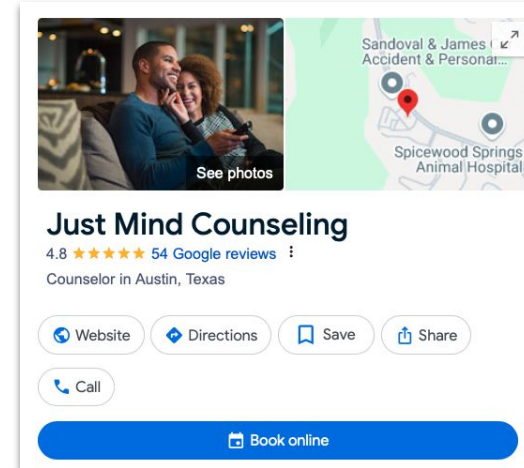 Sandoval & James
Accident & Personal...
See photos
Spicewood Springs
Animal Hospital
Just Mind Counseling
4.8 ★★★★★ 54 Google reviews ⋮
Counselor in Austin, Texas
Website Directions Save Share
Call
Book online